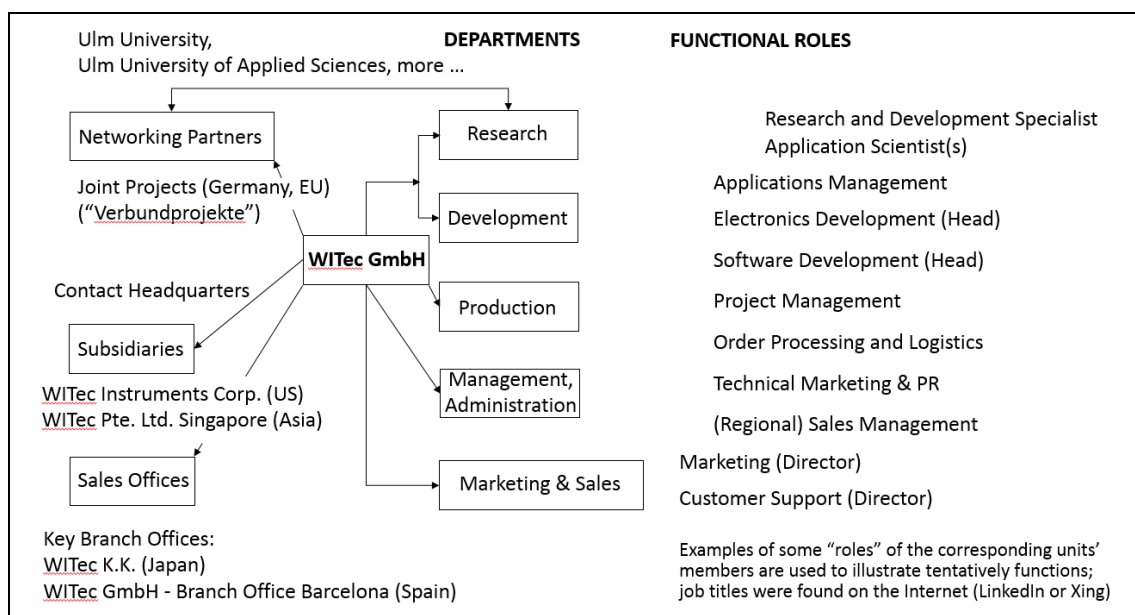 Ulm University,
Ulm University of Applied Sciences, more ...
DEPARTMENTS
FUNCTIONAL ROLES
Networking Partners
Research
Research and Development Specialist
Application Scientist(s)
Joint Projects (Germany, EU)
("Verbundprojekte")
Applications Management
Development
Electronics Development (Head)
WITec GmbH
Software Development (Head)
Contact Headquarters
Production
Project Management
Subsidiaries
Order Processing and Logistics
WITec Instruments Corp. (US)
WITec Pte. Ltd. Singapore (Asia)
Management,
Administration
Technical Marketing & PR
(Regional) Sales Management
Sales Offices
Marketing & Sales
Marketing (Director)
Customer Support (Director)
Key Branch Offices:
WITec K.K. (Japan)
WITec GmbH - Branch Office Barcelona (Spain)
Examples of some “roles” of the corresponding units’
members are used to illustrate tentatively functions;
job titles were found on the Internet (LinkedIn or Xing)